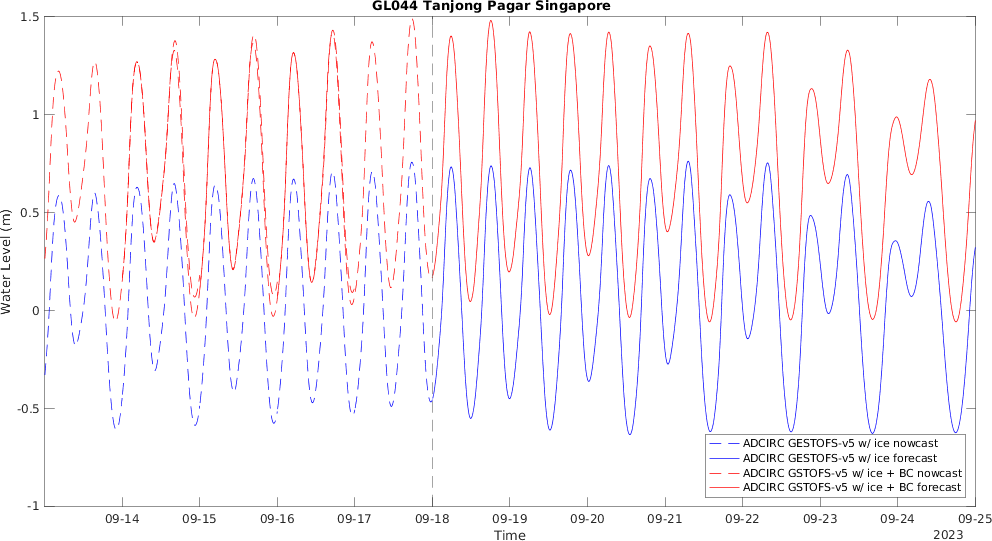 GL044 Tanjong Pagar Singapore
1.5
1
0.5
0
-0.5
-1
Water Level (m)
ADCIRC GESTOFS-v5 w/ ice nowcast
ADCIRC GESTOFS-v5 w/ ice forecast
ADCIRC GSTOFS-v5 w/ ice + BC nowcast
ADCIRC GSTOFS-v5 w/ ice + BC forecast
09-14 09-15 09-16 09-17 09-18 09-19 09-20 09-21 09-22 09-23 09-24 09-25
Time
2023